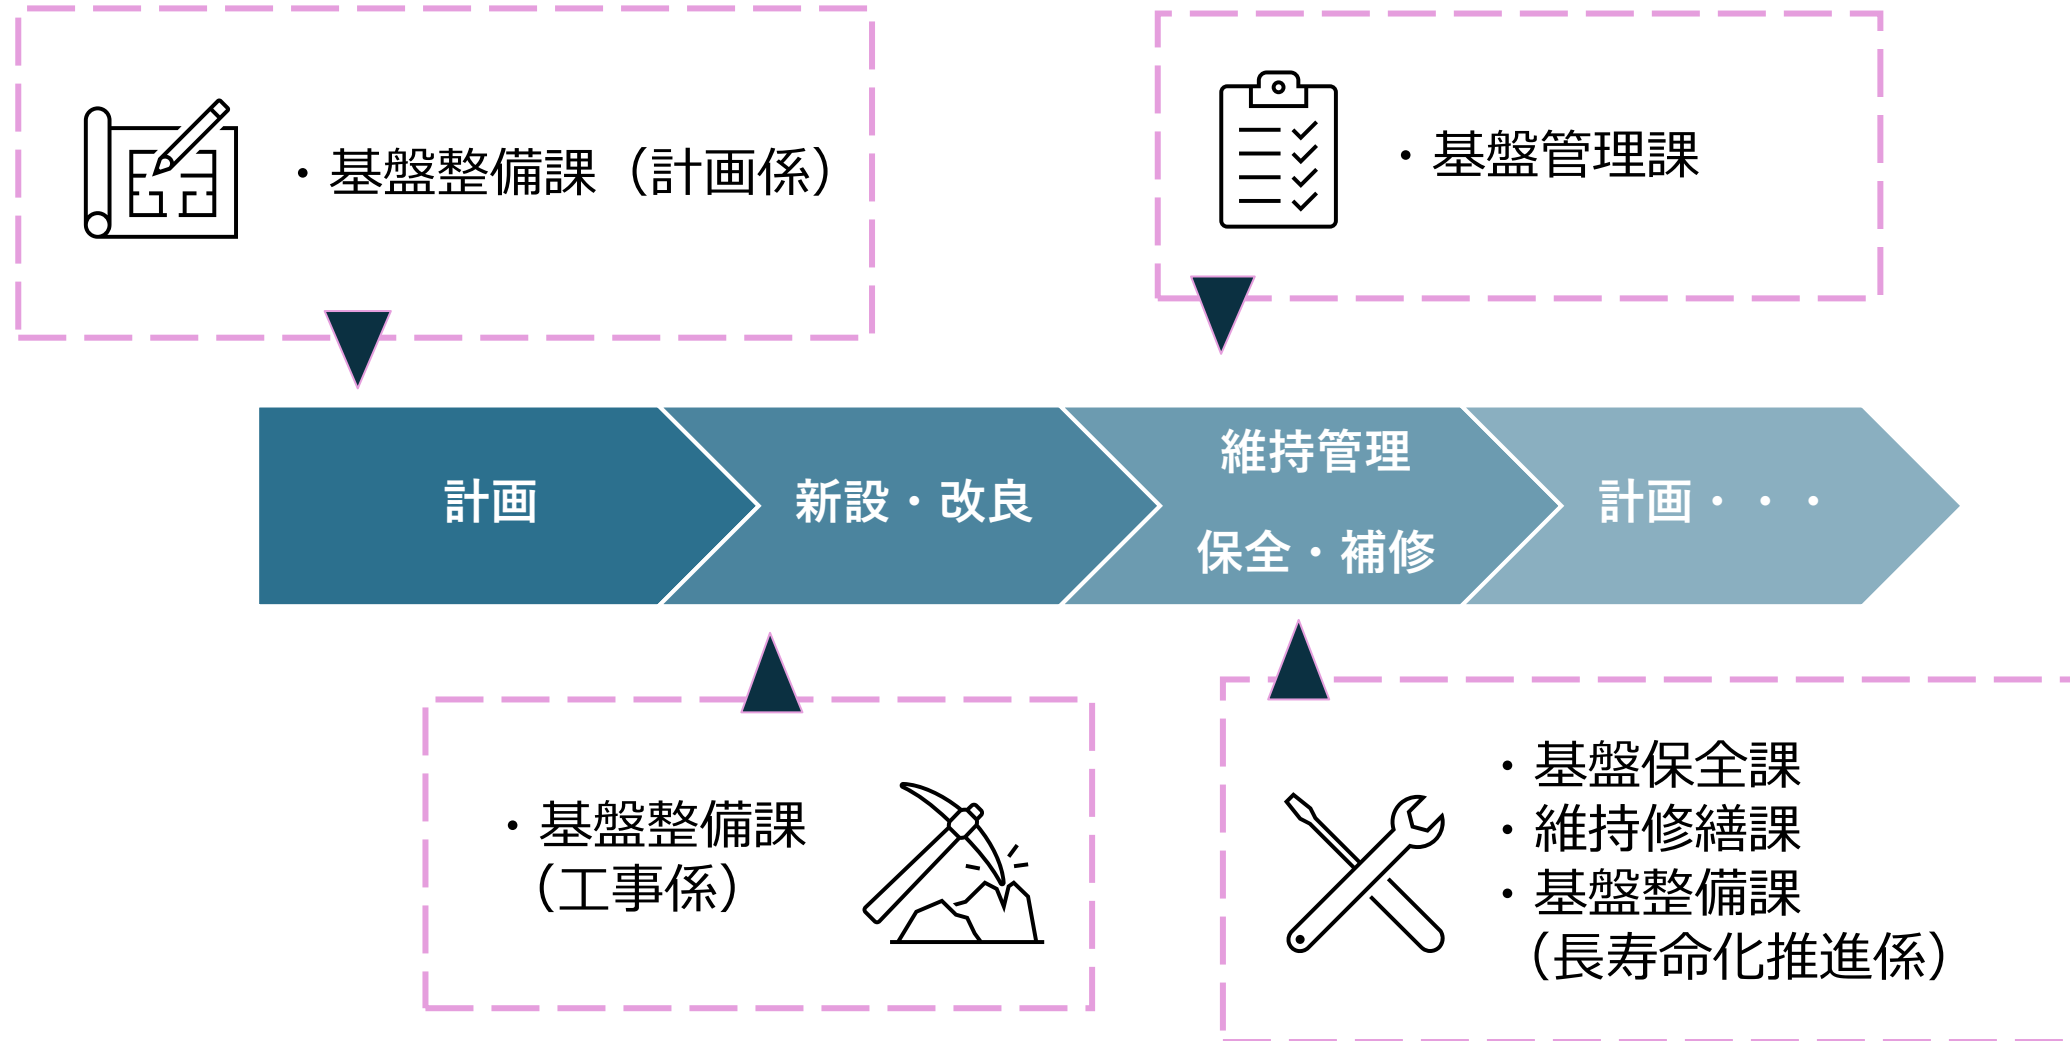 ・基盤整備課（計画係）
・基盤管理課
計画
新設・改良
維持管理
保全・補修
計画・・・
・基盤整備課
（工事係）
・基盤保全課
・維持修繕課
・基盤整備課
（長寿命化推進係）